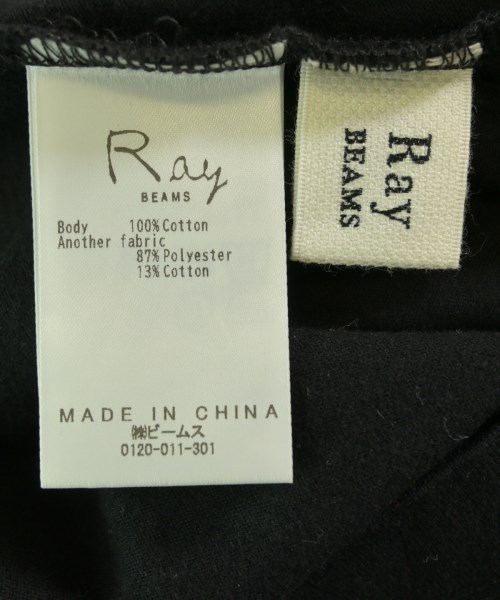 Ray
BEAMS
Body 100% Cotton
Another fabric
87% Polyester
13% Cotton
MADE IN CHINA
㈱ビームス
0120-011-301
Ray
BEAMS